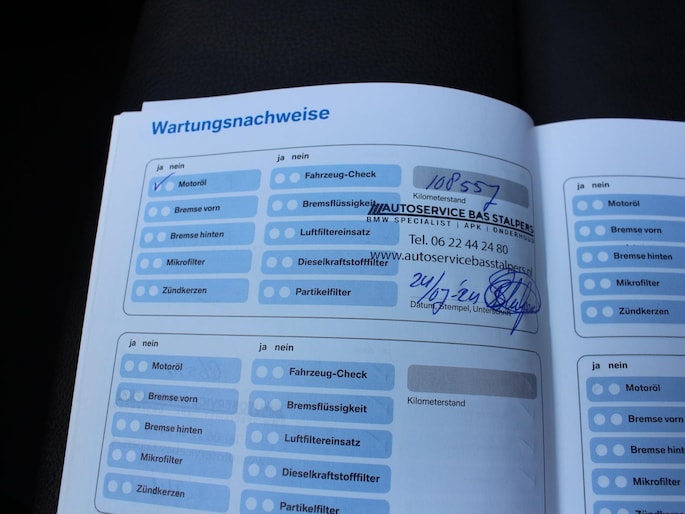 Wartungsnachweise
ja nein
Motoröl
Bremse vorn
Bremse hinten
Mikrofilter
Zündkerzen
ja nein
Fahrzeug-Check
Bremsflüssigkeit
Luftfiltereinsatz
Dieselkraftstofffilter
Partikelfilter
108557
Kilometerstand
AUTOSERVICE BAS STALPERS
BMW SPECIALIST | APK | ONDERHOUD
Tel. 06 22 44 24 80
www.autoservicebasstalpers.nl
24/07-'24
Datum, Stempel, Unterschrift
ja nein
Motoröl
Bremse vorn
Bremse hinten
Mikrofilter
Zündkerzen
ja nein
Fahrzeug-Check
Bremsflüssigkeit
Luftfiltereinsatz
Dieselkraftstofffilter
Partikelfilter
Kilometerstand
ja nein
Motoröl
Bremse vorn
Bremse hinten
Mikrofilter
Zündkerzen
ja nein
Motoröl
Bremse vorn
Bremse hinten
Mikrofilter
Zündkerzen